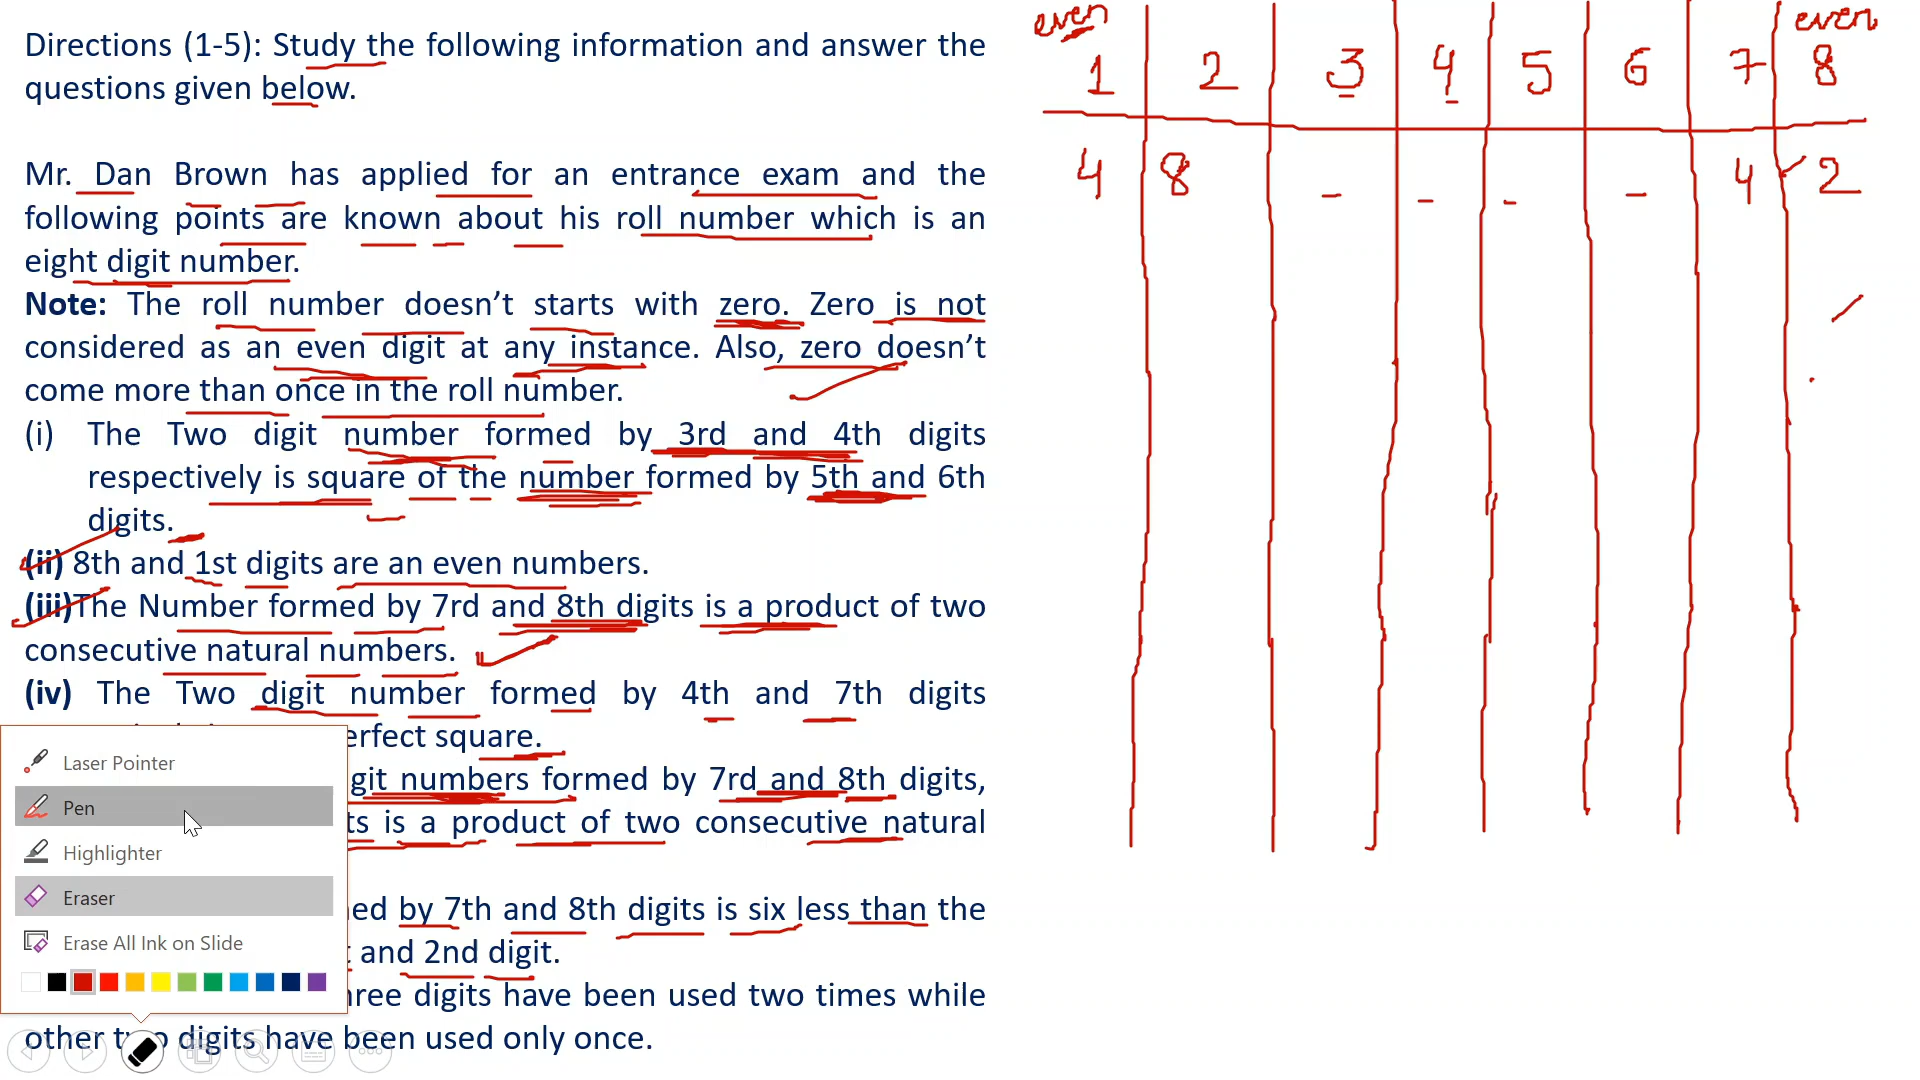 Directions (1-5): Study the following information and answer the
questions given below.
Mr. Dan Brown has applied for an entrance exam and the
following points are known about his roll number which is an
eight digit number.
Note: The roll number doesn’t starts with zero. Zero is not
considered as an even digit at any instance. Also, zero doesn’t
come more than once in the roll number.
(i) The Two digit number formed by 3rd and 4th digits
respectively is square of the number formed by 5th and 6th
digits.
(ii) 8th and 1st digits are an even numbers.
(iii)The Number formed by 7rd and 8th digits is a product of two
consecutive natural numbers.
(iv) The Two digit number formed by 4th and 7th digits
erfect square.
git numbers formed by 7rd and 8th digits,
ts is a product of two consecutive natural
ed by 7th and 8th digits is six less than the
and 2nd digit.
hree digits have been used two times while
other two digits have been used only once.
Laser Pointer
Pen
Highlighter
Eraser
Erase All Ink on Slide
even even
1 2 3 4 5 6 7 8
4 8 - - - - 4 2